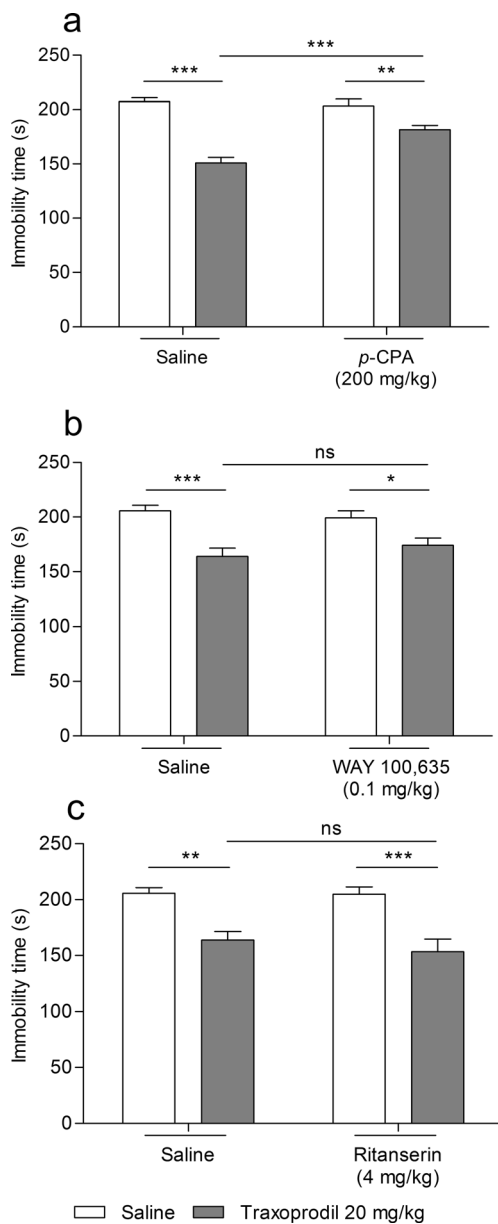 a
***
*** **
Immobility time (s)
250
200
150
100
50
0
Saline p-CPA
(200 mg/kg)
b
ns
*** *
Immobility time (s)
250
200
150
100
50
0
Saline WAY 100,635
(0.1 mg/kg)
c
ns
** ***
Immobility time (s)
250
200
150
100
50
0
Saline Ritanserin
(4 mg/kg)
Saline Traxoprodil 20 mg/kg